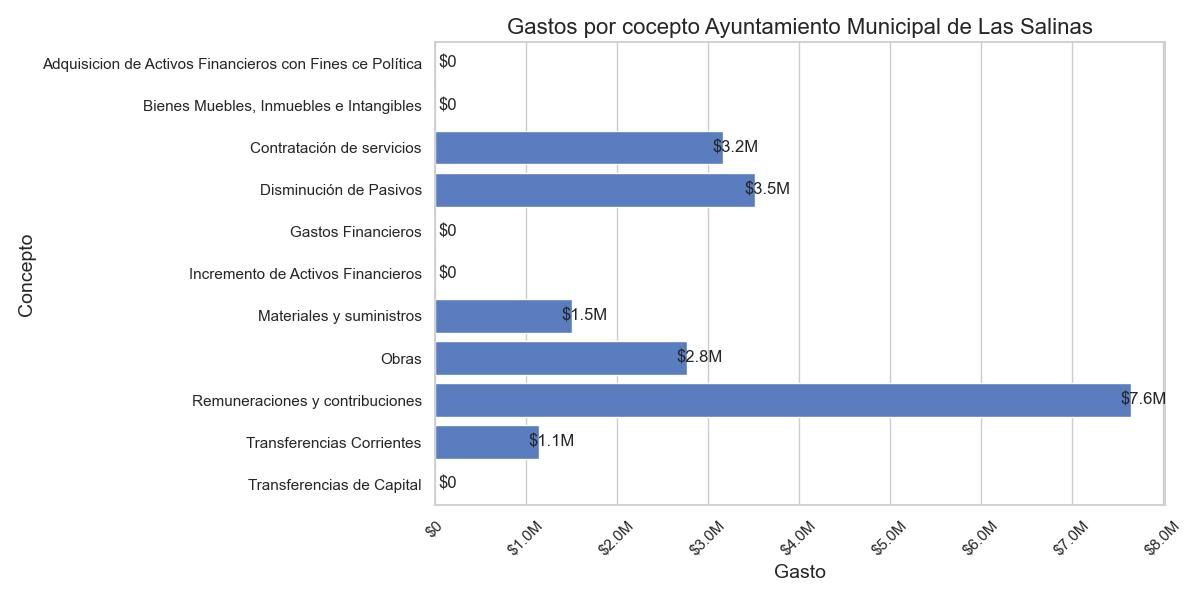 Gastos por cocepto Ayuntamiento Municipal de Las Salinas
Concepto
Adquisicion de Activos Financieros con Fines ce Política $0
Bienes Muebles, Inmuebles e Intangibles $0
Contratación de servicios $3.2M
Disminución de Pasivos $3.5M
Gastos Financieros $0
Incremento de Activos Financieros $0
Materiales y suministros $1.5M
Obras $2.8M
Remuneraciones y contribuciones $7.6M
Transferencias Corrientes $1.1M
Transferencias de Capital $0
$0 $1.0M $2.0M $3.0M $4.0M $5.0M $6.0M $7.0M $8.0M
Gasto